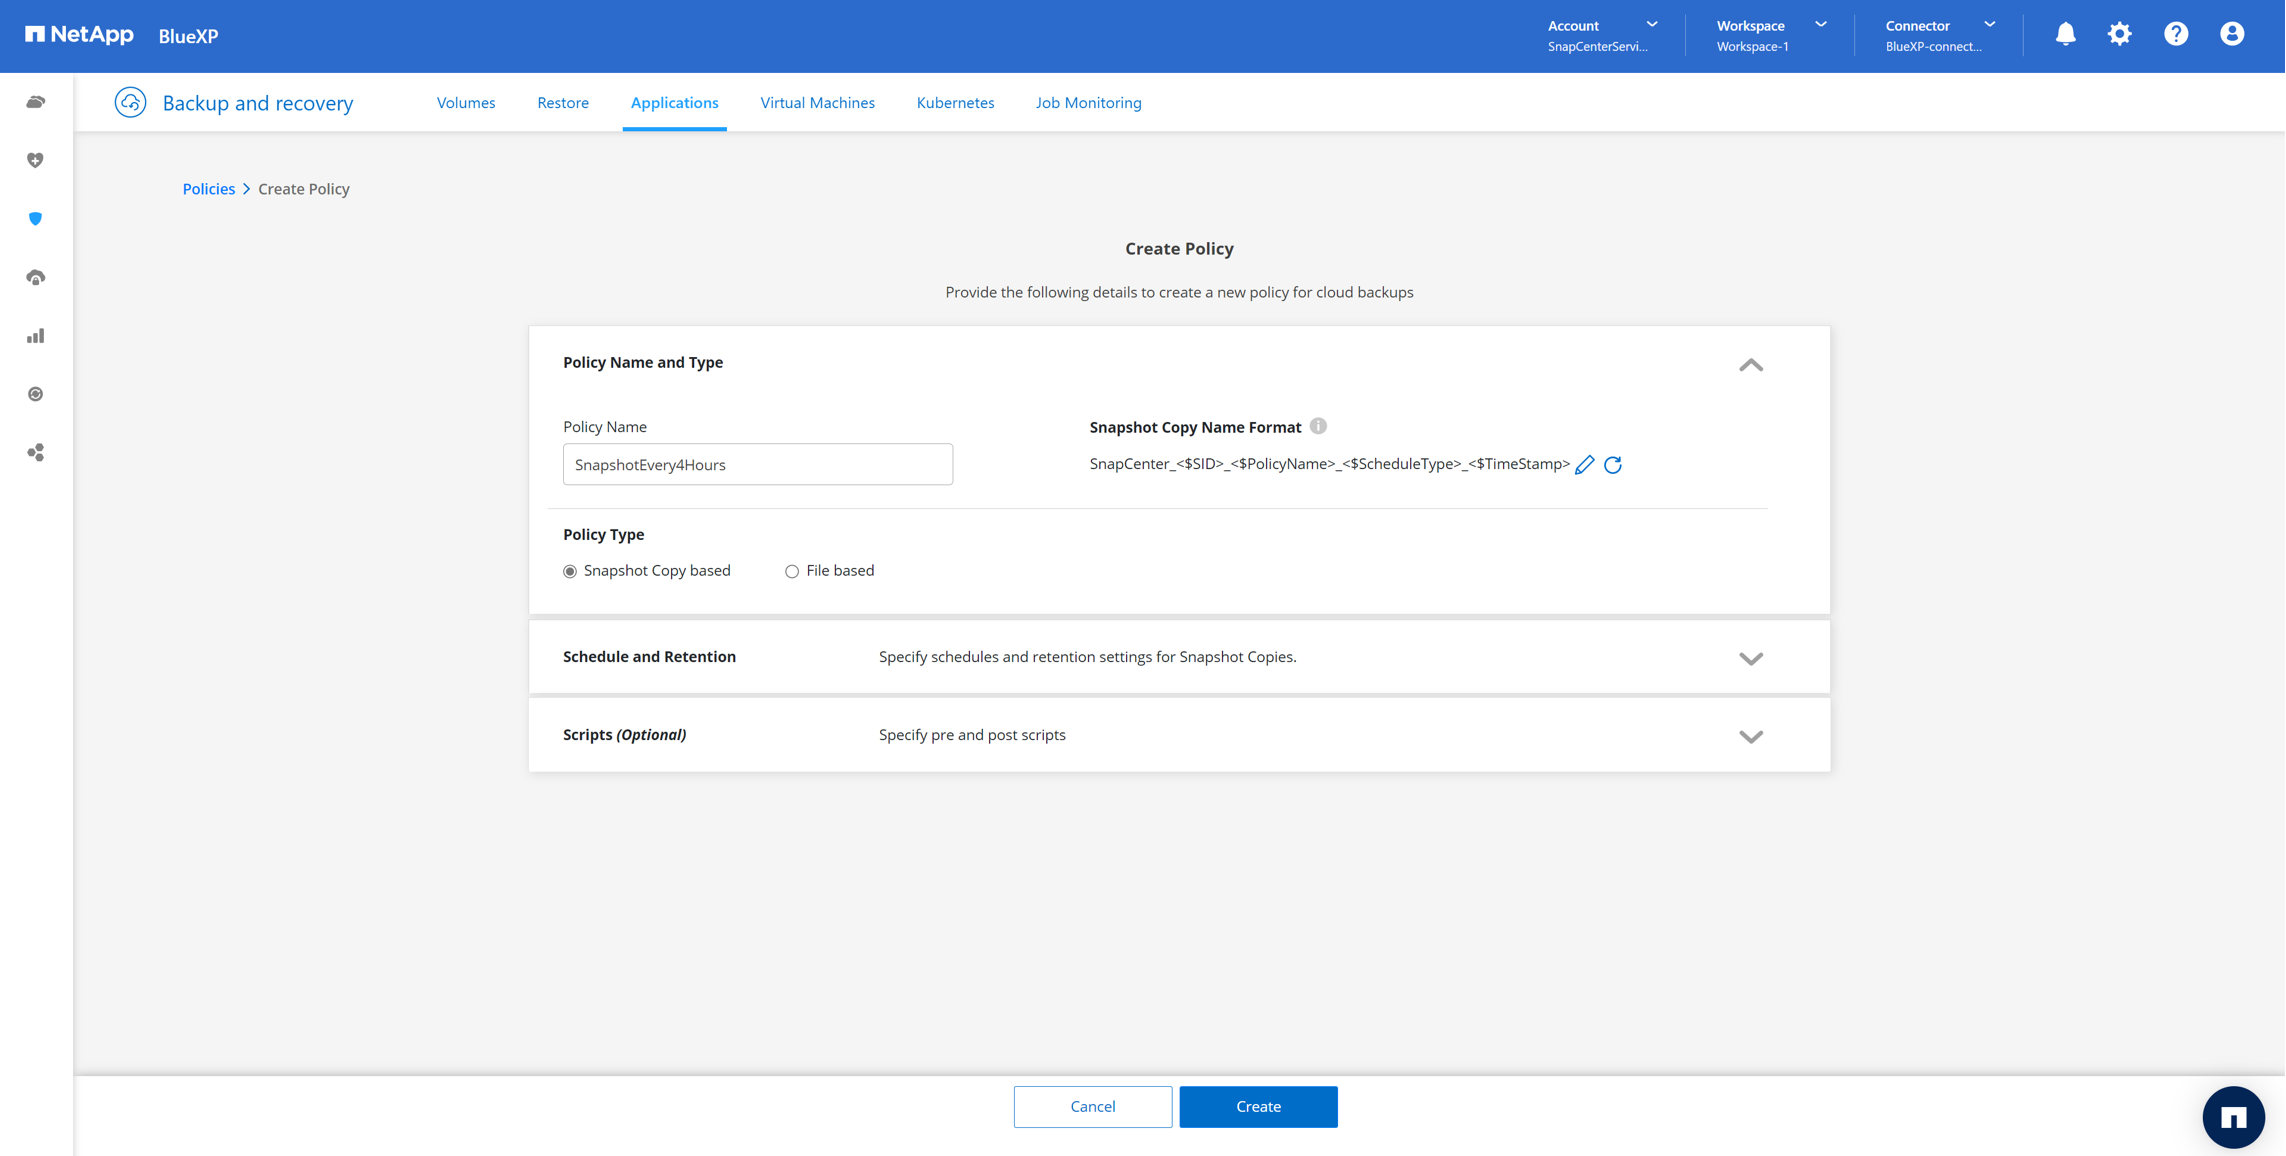 NetApp BlueXP
Account
SnapCenterServi...
Workspace
Workspace-1
Connector
BlueXP-connect...
Backup and recovery
Volumes
Restore
Applications
Virtual Machines
Kubernetes
Job Monitoring
Policies > Create Policy
Create Policy
Provide the following details to create a new policy for cloud backups
Policy Name and Type
Policy Name
SnapshotEvery4Hours
Snapshot Copy Name Format
SnapCenter_<$SID>_<$PolicyName>_<$ScheduleType>_<$TimeStamp>
Policy Type
Snapshot Copy based
File based
Schedule and Retention
Specify schedules and retention settings for Snapshot Copies.
Scripts (Optional)
Specify pre and post scripts
Cancel
Create